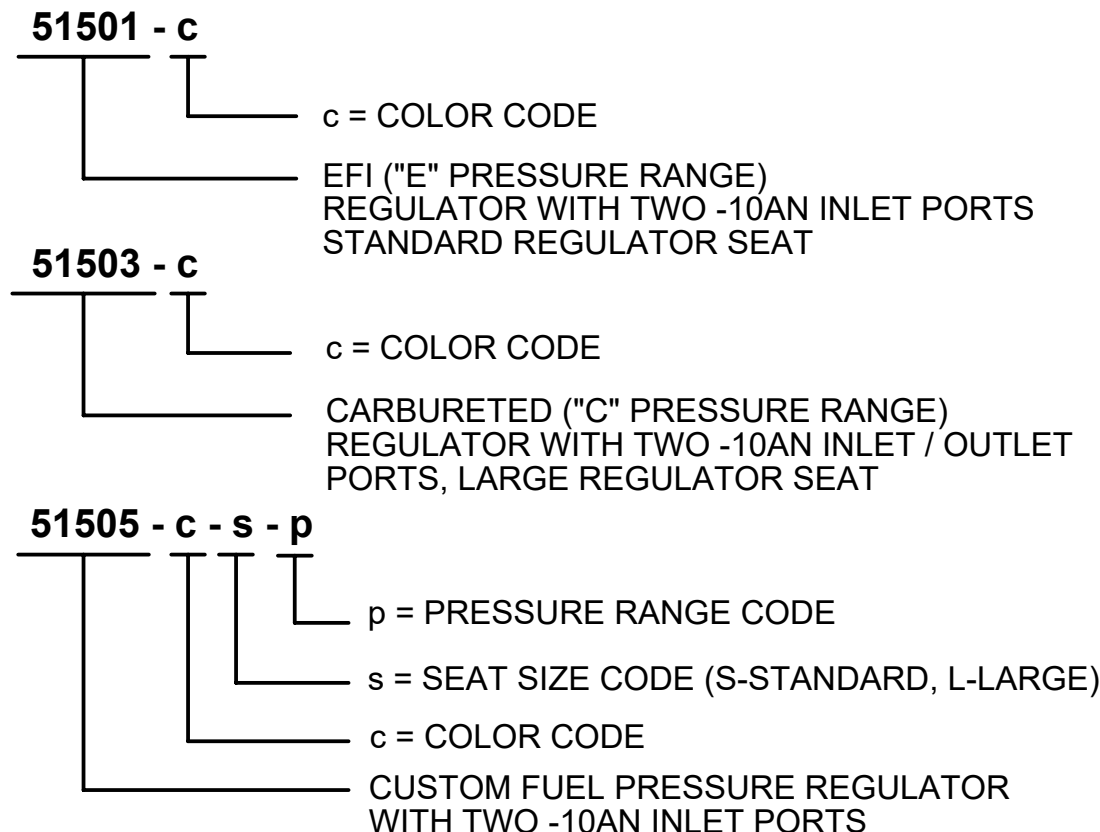 51501 - c
c = COLOR CODE
EFI ("E" PRESSURE RANGE)
REGULATOR WITH TWO -10AN INLET PORTS
STANDARD REGULATOR SEAT
51503 - c
c = COLOR CODE
CARBURETED ("C" PRESSURE RANGE)
REGULATOR WITH TWO -10AN INLET / OUTLET
PORTS, LARGE REGULATOR SEAT
51505 - c - s - p
p = PRESSURE RANGE CODE
s = SEAT SIZE CODE (S-STANDARD, L-LARGE)
c = COLOR CODE
CUSTOM FUEL PRESSURE REGULATOR
WITH TWO -10AN INLET PORTS